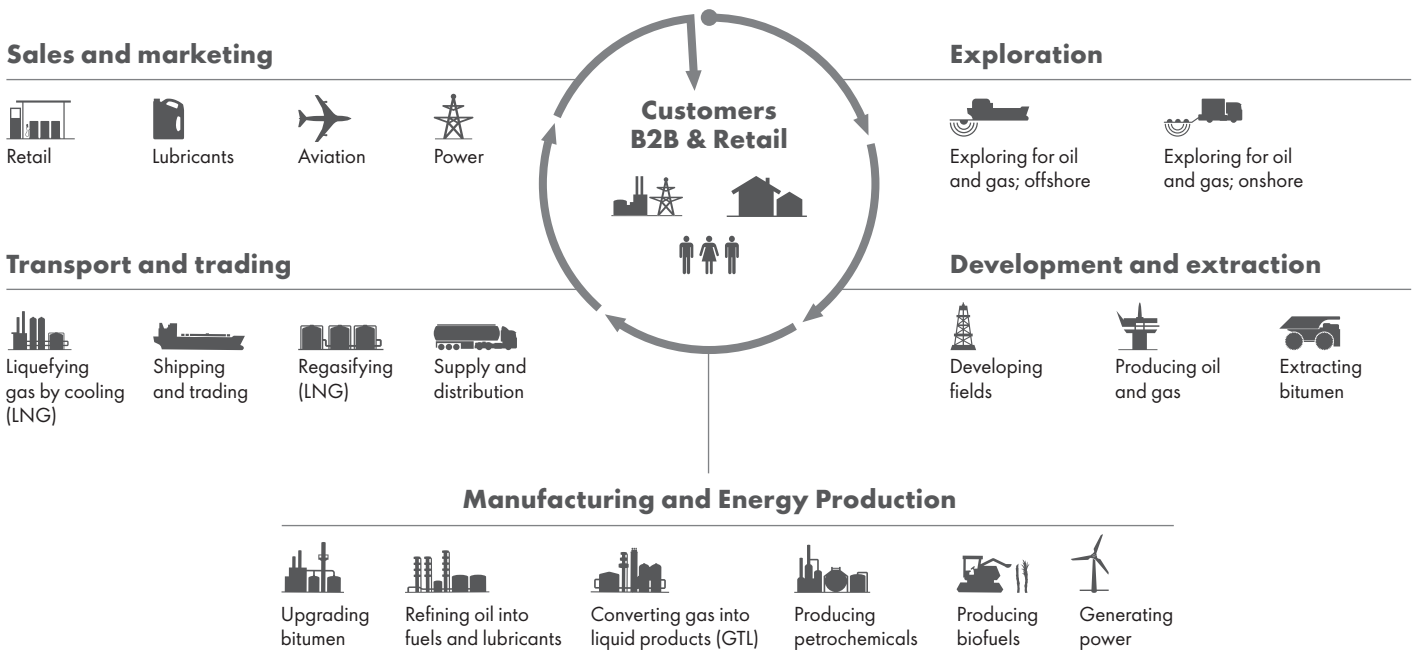 Sales and marketing
Retail
Lubricants
Aviation
Power
Customers
B2B & Retail
Exploration
Exploring for oil
and gas; offshore
Exploring for oil
and gas; onshore
Transport and trading
Liquefying
gas by cooling
(LNG)
Shipping
and trading
Regasifying
(LNG)
Supply and
distribution
Development and extraction
Developing
fields
Producing oil
and gas
Extracting
bitumen
Manufacturing and Energy Production
Upgrading
bitumen
Refining oil into
fuels and lubricants
Converting gas into
liquid products (GTL)
Producing
petrochemicals
Producing
biofuels
Generating
power